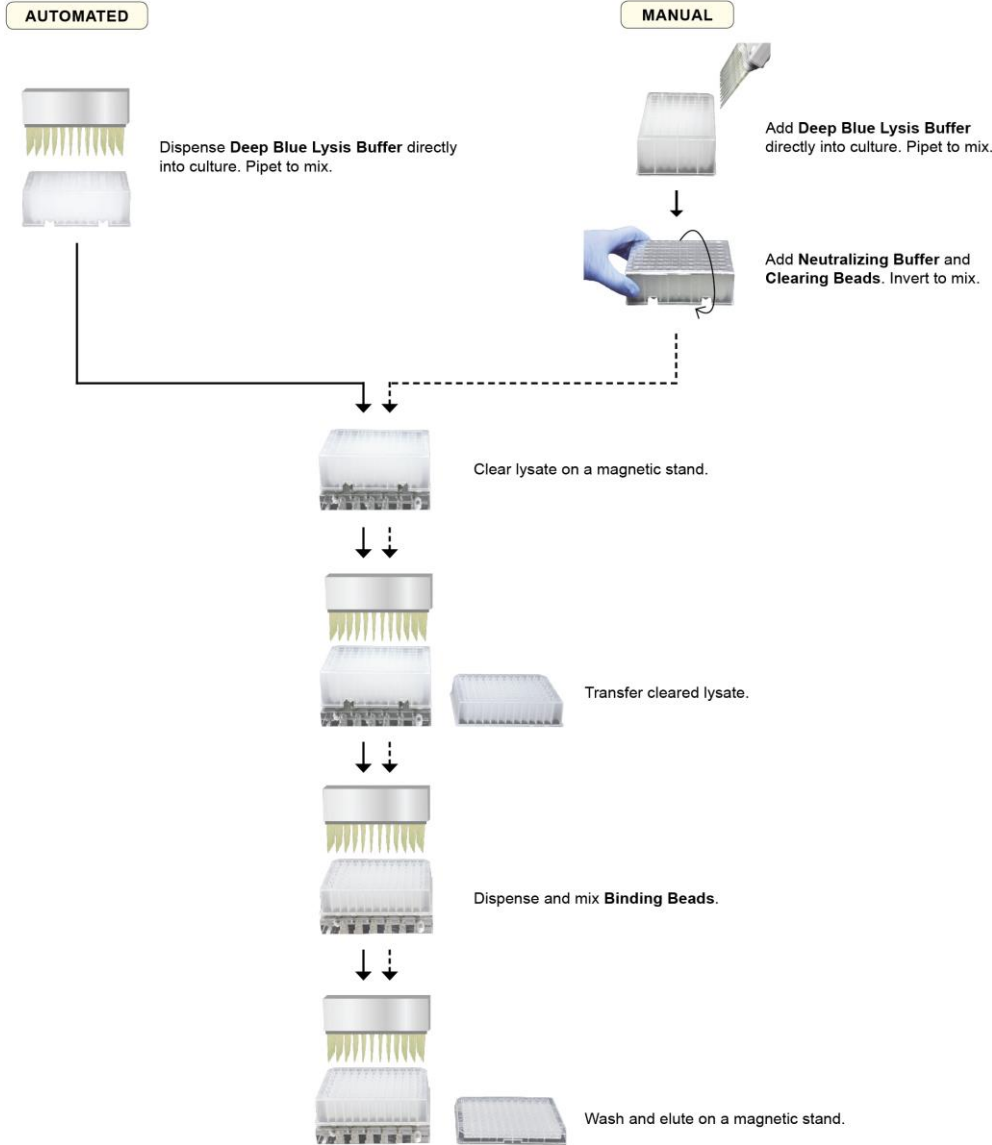 AUTOMATED
MANUAL
Dispense Deep Blue Lysis Buffer directly
into culture. Pipet to mix.
Add Deep Blue Lysis Buffer
directly into culture. Pipet to mix.
Add Neutralizing Buffer and
Clearing Beads. Invert to mix.
Clear lysate on a magnetic stand.
Transfer cleared lysate.
Dispense and mix Binding Beads.
Wash and elute on a magnetic stand.